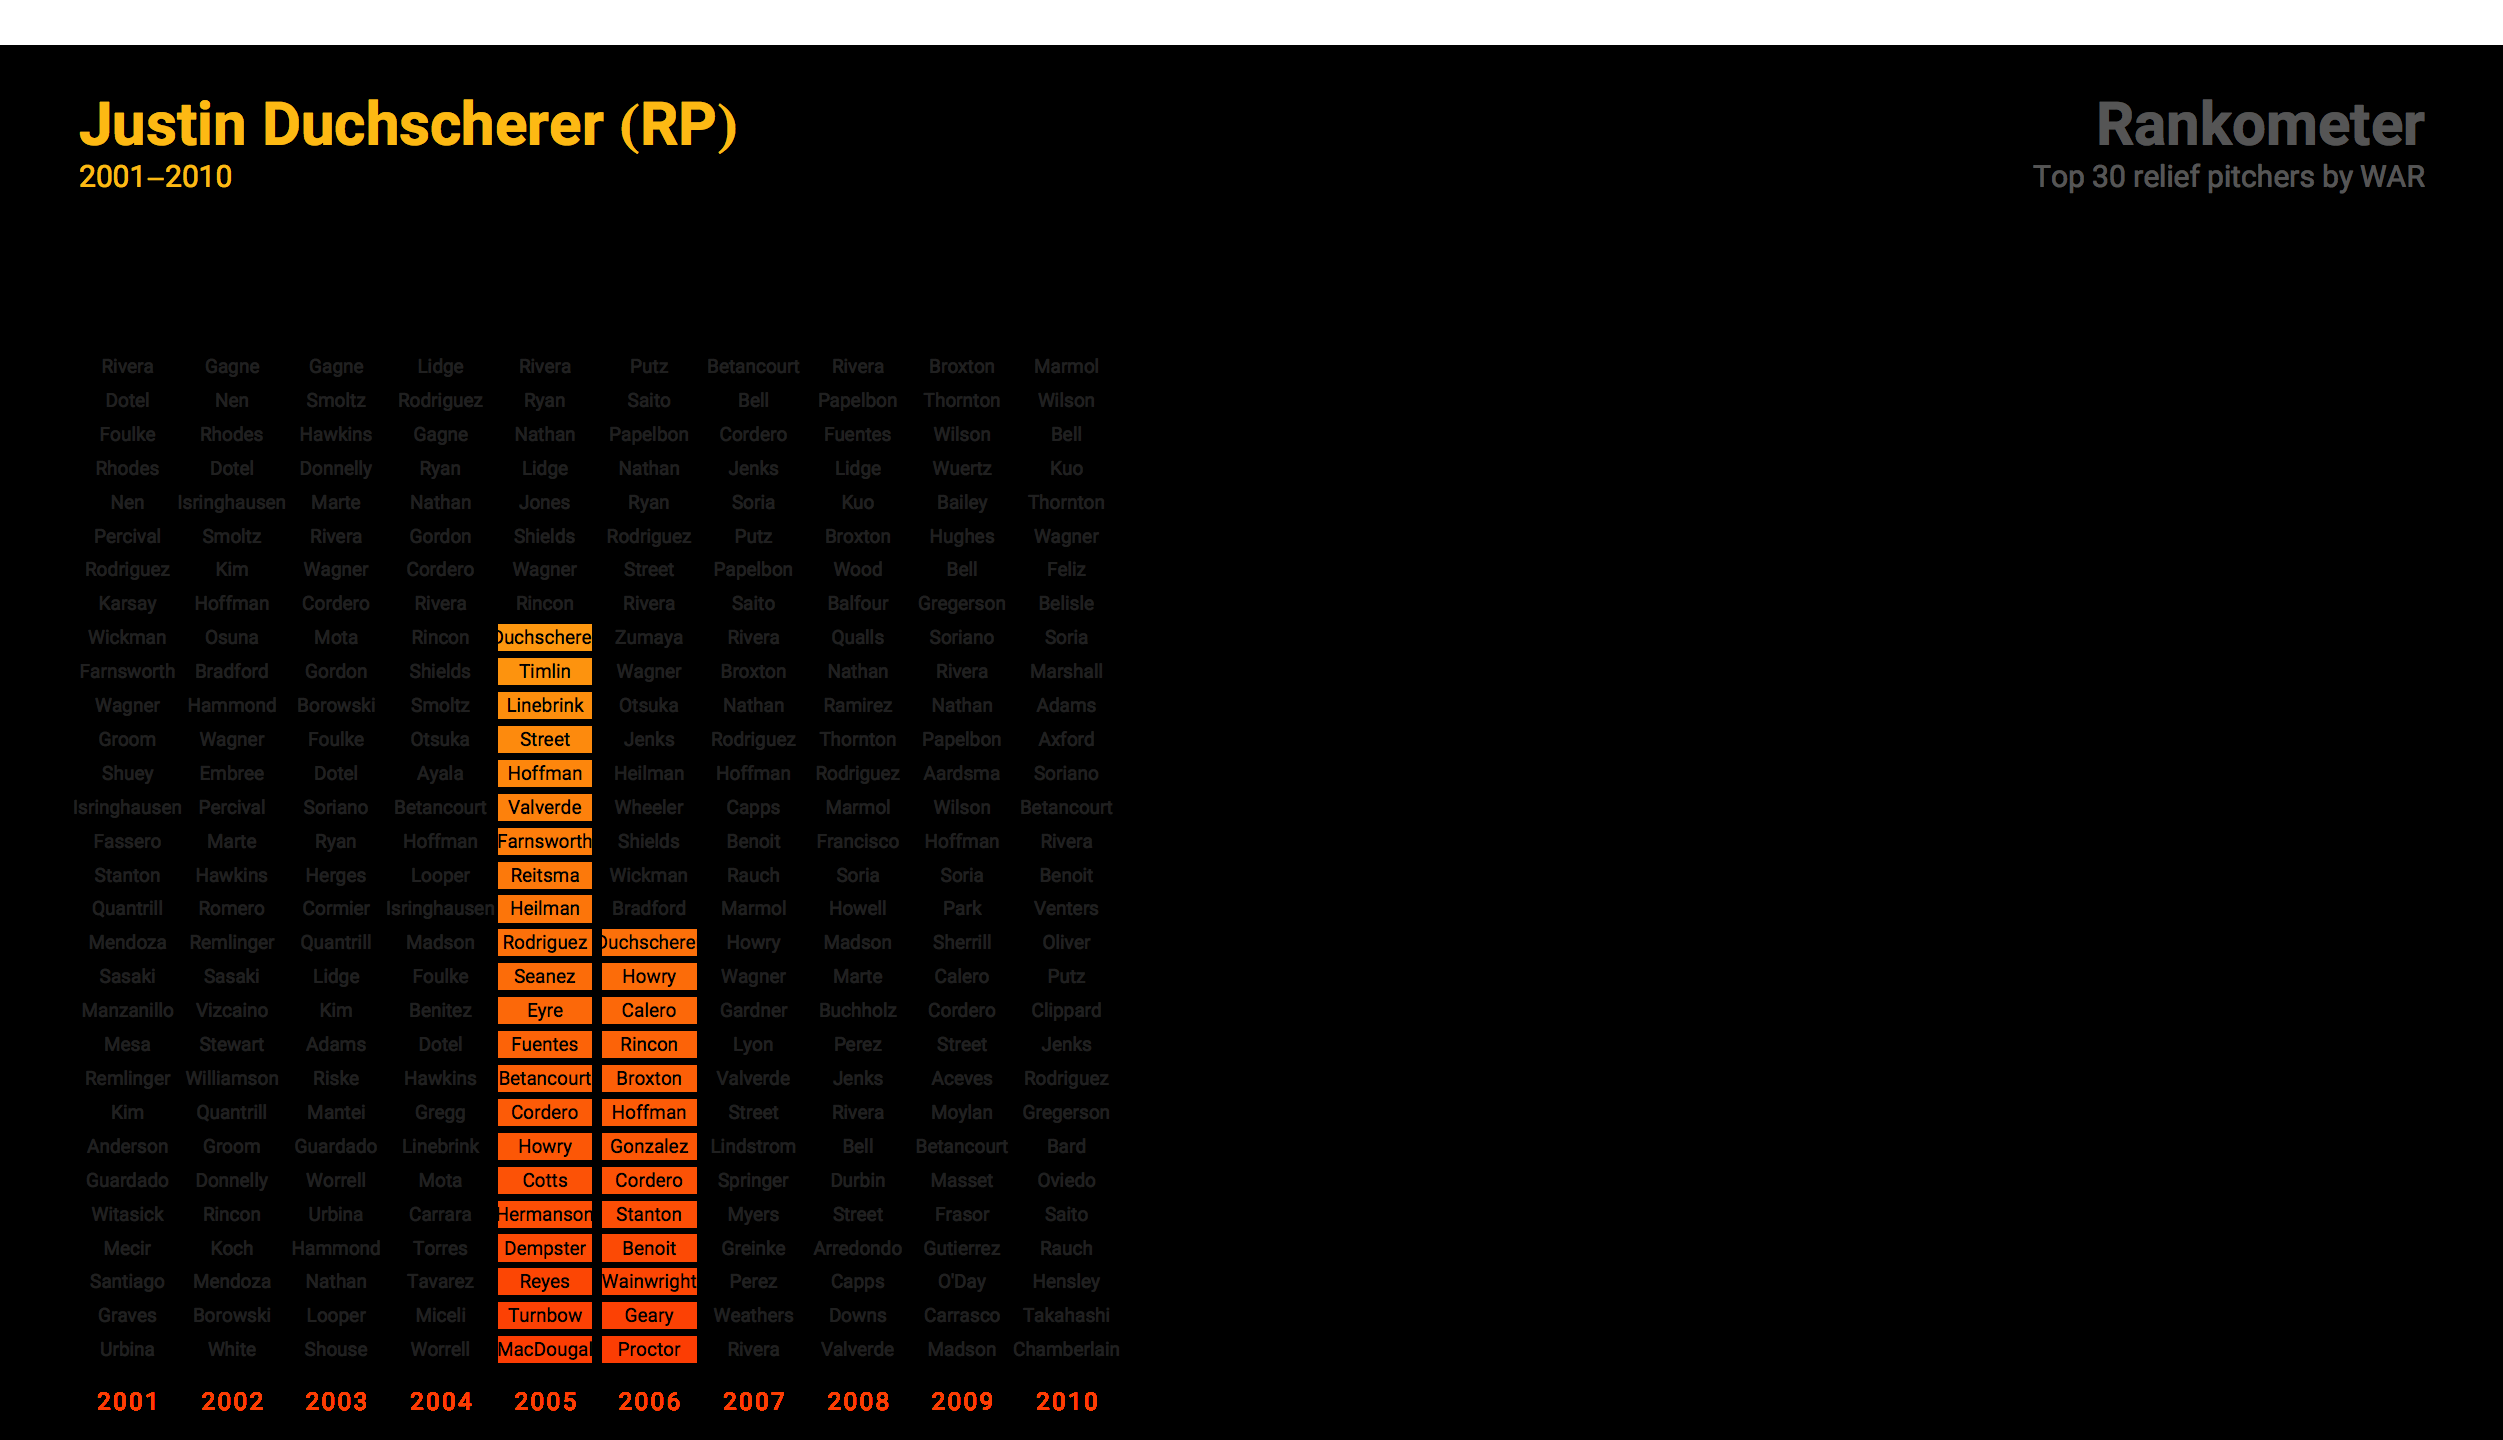 Justin Duchscherer (RP)
2001–2010
Rankometer
Top 30 relief pitchers by WAR
Rivera Gagne Gagne Lidge Rivera Putz Betancourt Rivera Broxton Marmol
Dotel Nen Smoltz Rodriguez Ryan Saito Bell Papelbon Thornton Wilson
Foulke Rhodes Hawkins Gagne Nathan Papelbon Cordero Fuentes Wilson Bell
Rhodes Dotel Donnelly Ryan Lidge Nathan Jenks Lidge Wuertz Kuo
Nen Isringhausen Marte Nathan Jones Ryan Soria Kuo Bailey Thornton
Percival Smoltz Rivera Gordon Shields Rodriguez Putz Broxton Hughes Wagner
Rodriguez Kim Wagner Cordero Wagner Street Papelbon Wood Bell Feliz
Karsay Hoffman Cordero Rivera Rincon Rivera Saito Balfour Gregerson Belisle
Wickman Osuna Mota Rincon Duchschere Zumaya Rivera Qualls Soriano Soria
Farnsworth Bradford Gordon Shields Timlin Wagner Broxton Nathan Rivera Marshall
Wagner Hammond Borowski Smoltz Linebrink Otsuka Nathan Ramirez Nathan Adams
Groom Wagner Foulke Otsuka Street Jenks Rodriguez Thornton Papelbon Axford
Shuey Embree Dotel Ayala Hoffman Heilman Hoffman Rodriguez Aardsma Soriano
Isringhausen Percival Soriano Betancourt Valverde Wheeler Capps Marmol Wilson Betancourt
Fassero Marte Ryan Hoffman Farnsworth Shields Benoit Francisco Hoffman Rivera
Stanton Hawkins Herges Looper Reitsma Wickman Rauch Soria Soria Benoit
Quantrill Romero Cormier Isringhausen Heilman Bradford Marmol Howell Park Venters
Mendoza Remlinger Quantrill Madson Rodriguez Duchschere Howry Madson Sherrill Oliver
Sasaki Sasaki Lidge Foulke Seanez Howry Wagner Marte Calero Putz
Manzanillo Vizcaino Kim Benitez Eyre Calero Gardner Buchholz Cordero Clippard
Mesa Stewart Adams Dotel Fuentes Rincon Lyon Perez Street Jenks
Remlinger Williamson Riske Hawkins Betancourt Broxton Valverde Jenks Aceves Rodriguez
Kim Quantrill Mantei Gregg Cordero Hoffman Street Rivera Moylan Gregerson
Anderson Groom Guardado Linebrink Howry Gonzalez Lindstrom Bell Betancourt Bard
Guardado Donnelly Worrell Mota Cotts Cordero Springer Durbin Masset Oviedo
Witasick Rincon Urbina Carrara Hermanson Stanton Myers Street Frasor Saito
Mecir Koch Hammond Torres Dempster Benoit Greinke Arredondo Gutierrez Rauch
Santiago Mendoza Nathan Tavarez Reyes Wainwright Perez Capps O'Day Hensley
Graves Borowski Looper Miceli Turnbow Geary Weathers Downs Carrasco Takahashi
Urbina White Shouse Worrell MacDougal Proctor Rivera Valverde Madson Chamberlain
2001 2002 2003 2004 2005 2006 2007 2008 2009 2010